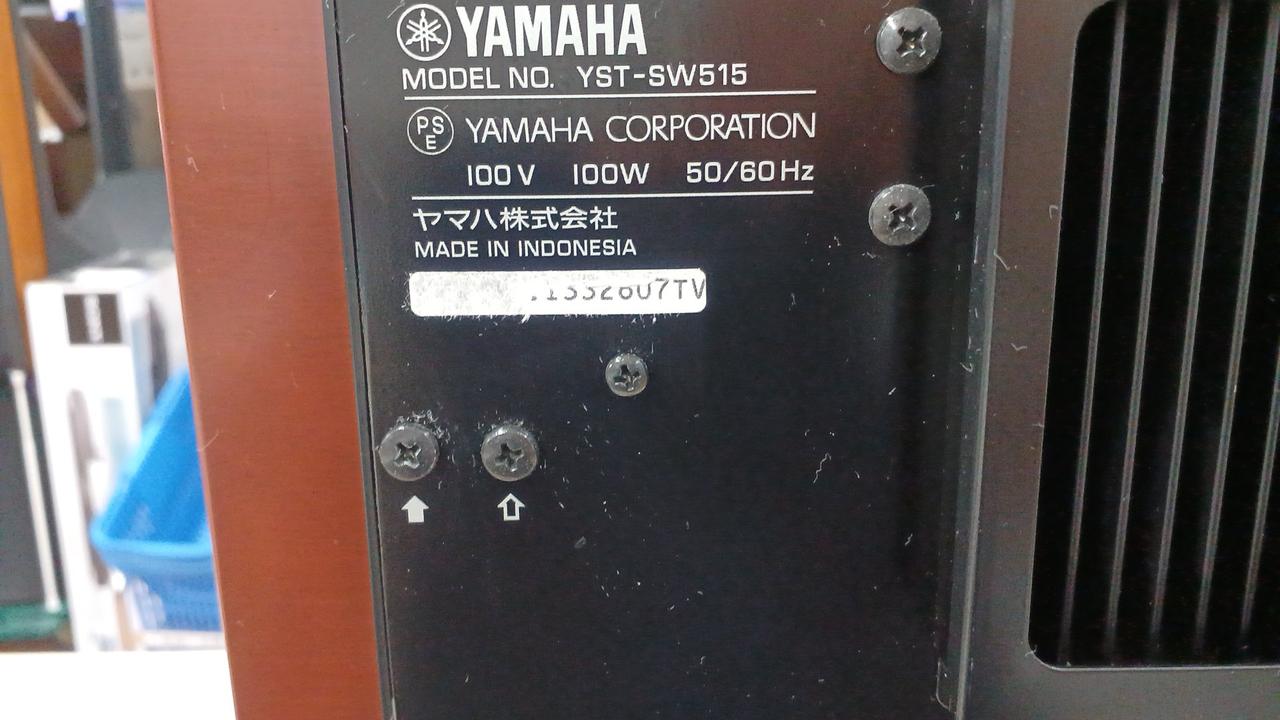 YAMAHA
MODEL NO. YST-SW515
PS
E
YAMAHA CORPORATION
100V 100W 50/60Hz
ヤマハ株式会社
MADE IN INDONESIA